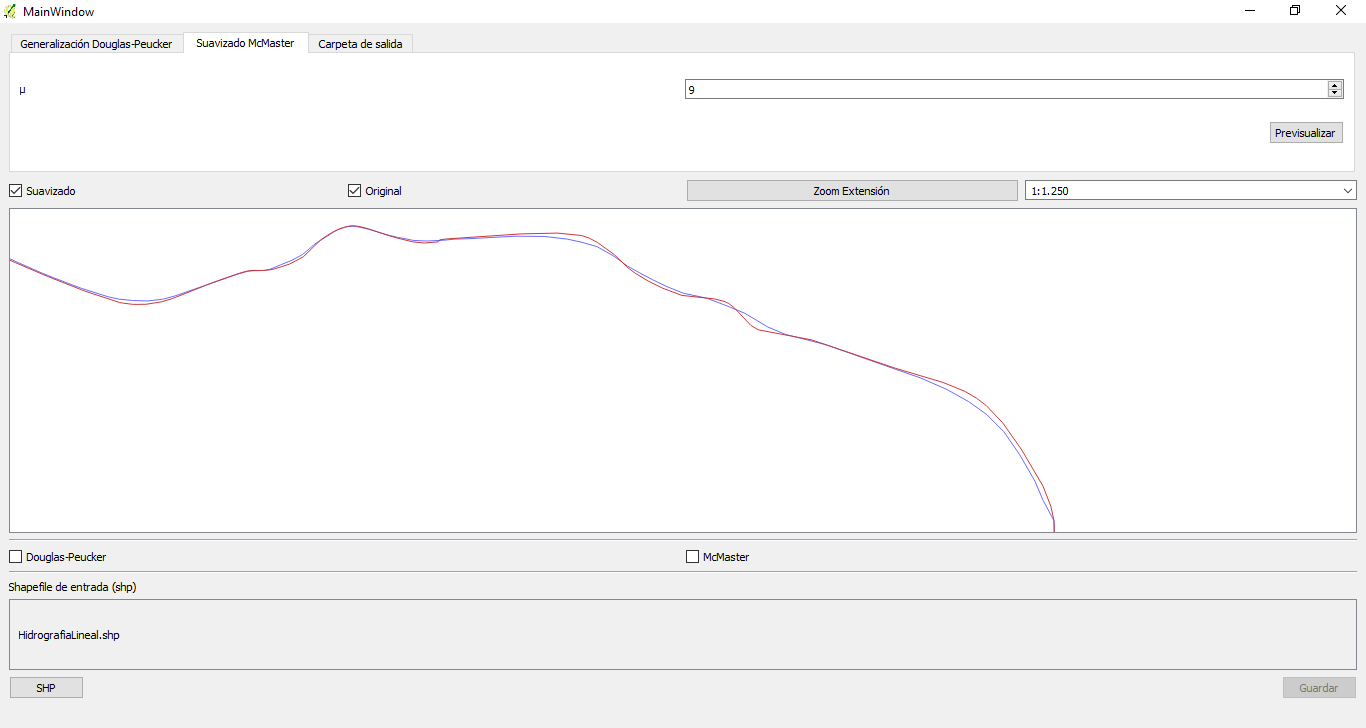 MainWindow
Generalización Douglas-Peucker Suavizado McMaster Carpeta de salida
μ 9
Previsualizar
Suavizado Original Zoom Extensión 1:1.250
Douglas-Peucker McMaster
Shapefile de entrada (shp)
HidrografiaLineal.shp
SHP Guardar